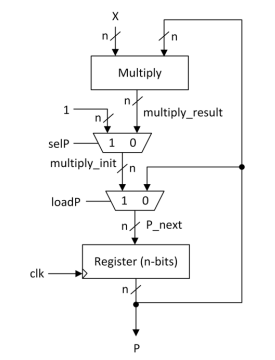 X
n
n
Multiply
n
multiply_result
1
n
selP
1 0
multiply_init
n
loadP
1 0
n
P_next
Register (n-bits)
clk
n
P